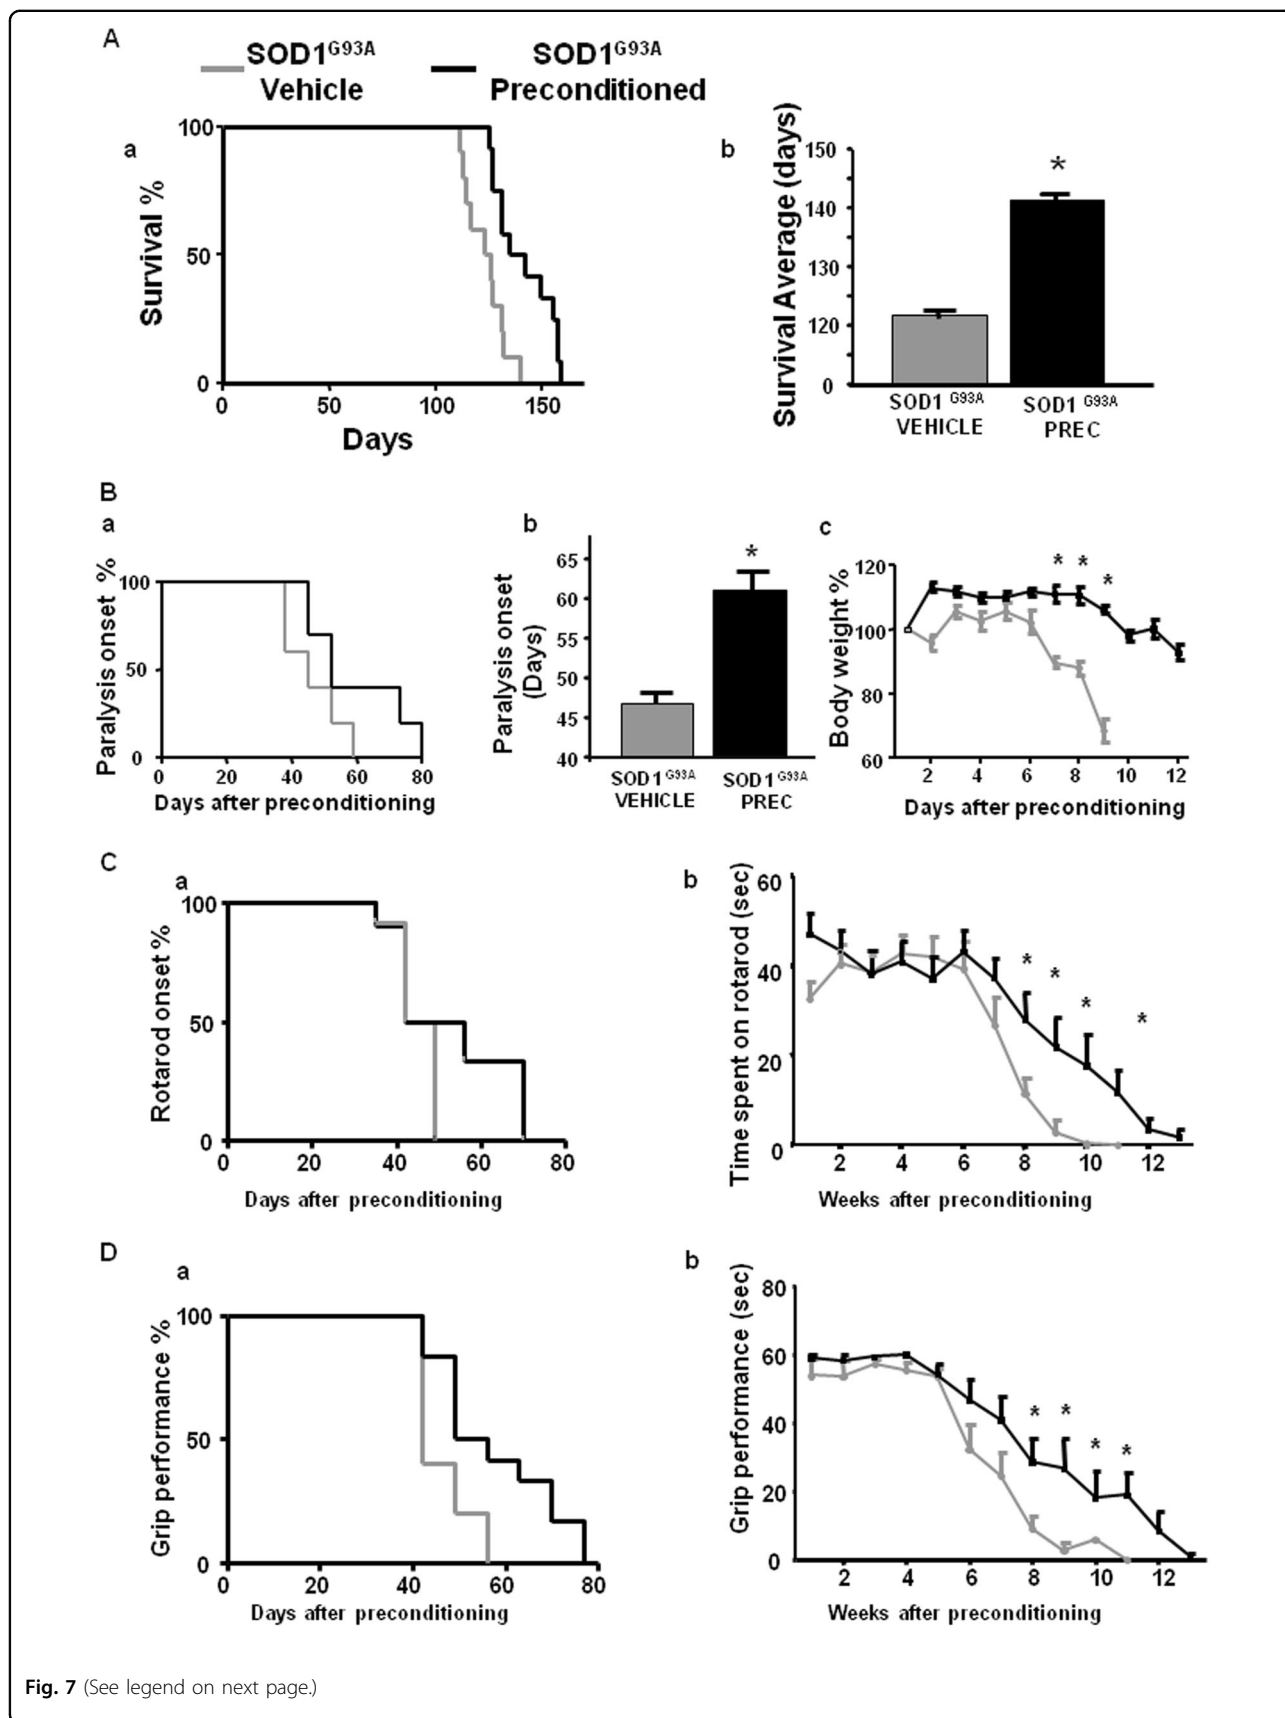 A
SOD1G93A Vehicle
SOD1G93A Preconditioned
a
Survival %
100
50
0
0 50 100 150
Days
b
Survival Average (days)
150
140
130
120
0
*
SOD1 G93A VEHICLE
SOD1 G93A PREC
B
a
Paralysis onset %
100
50
0
0 20 40 60 80
Days after preconditioning
b
Paralysis onset (Days)
65
60
55
50
45
40
*
SOD1 G93A VEHICLE
SOD1 G93A PREC
c
Body weight %
120
100
80
60
* * *
2 4 6 8 10 12
Days after preconditioning
C
a
Rotarod onset %
100
50
0
0 20 40 60 80
Days after preconditioning
b
Time spent on rotarod (sec)
60
40
20
0
* * * *
2 4 6 8 10 12
Weeks after preconditioning
D
a
Grip performance %
100
50
0
0 20 40 60 80
Days after preconditioning
b
Grip performance (sec)
80
60
40
20
0
* * * *
2 4 6 8 10 12
Weeks after preconditioning
Fig. 7 (See legend on next page.)